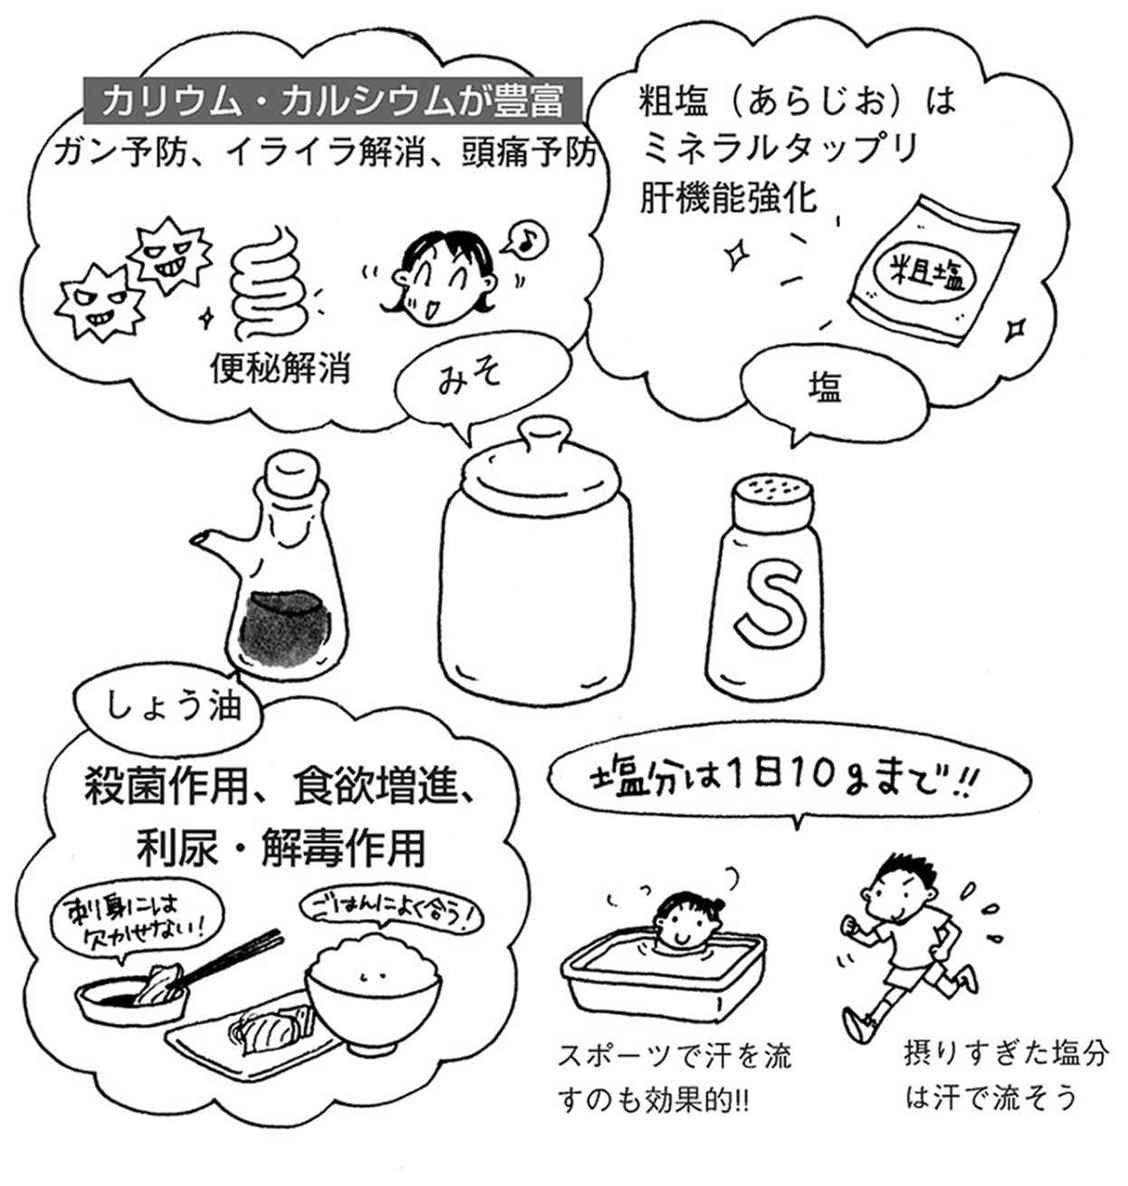 カリウム・カルシウムが豊富
ガン予防、イライラ解消、頭痛予防
便秘解消
みそ
粗塩（あらじお）は
ミネラルタップリ
肝機能強化
粗塩
塩
S
しょう油
殺菌作用、食欲増進、
利尿・解毒作用
刺身には
欠かせない！
ごはんによく合う！
塩分は1日10gまで!!
スポーツで汗を流
すのも効果的!!
摂りすぎた塩分
は汗で流そう